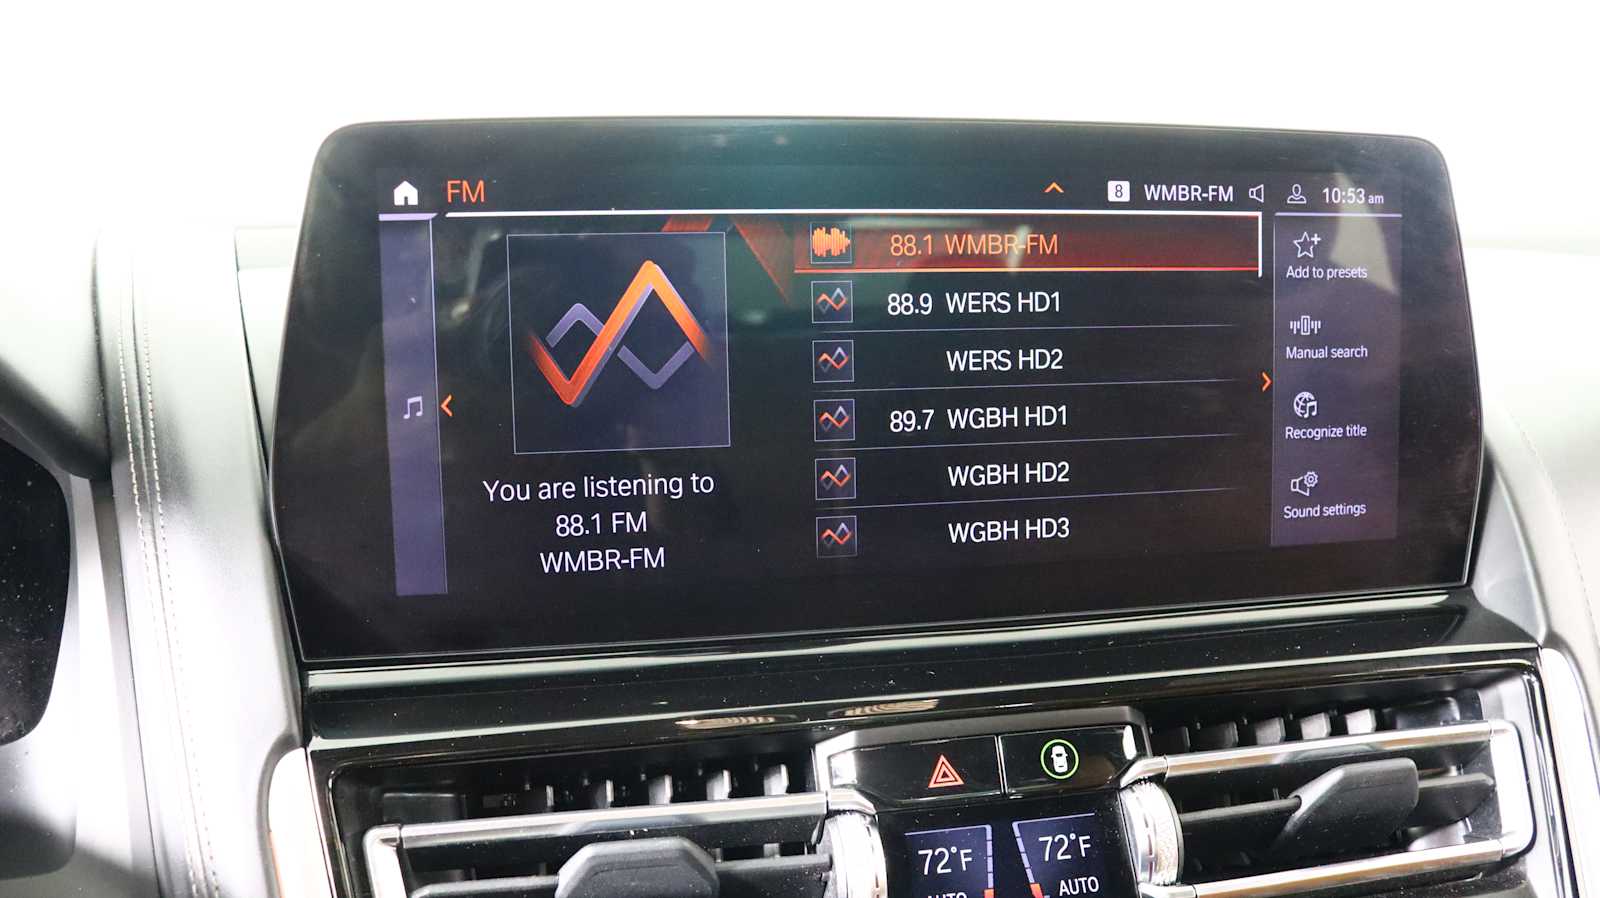 FM
8 WMBR-FM 10:53 am
88.1 WMBR-FM
88.9 WERS HD1
WERS HD2
89.7 WGBH HD1
WGBH HD2
WGBH HD3
You are listening to
88.1 FM
WMBR-FM
Add to presets
Manual search
Recognize title
Sound settings
72°F
AUTO
72°F
AUTO